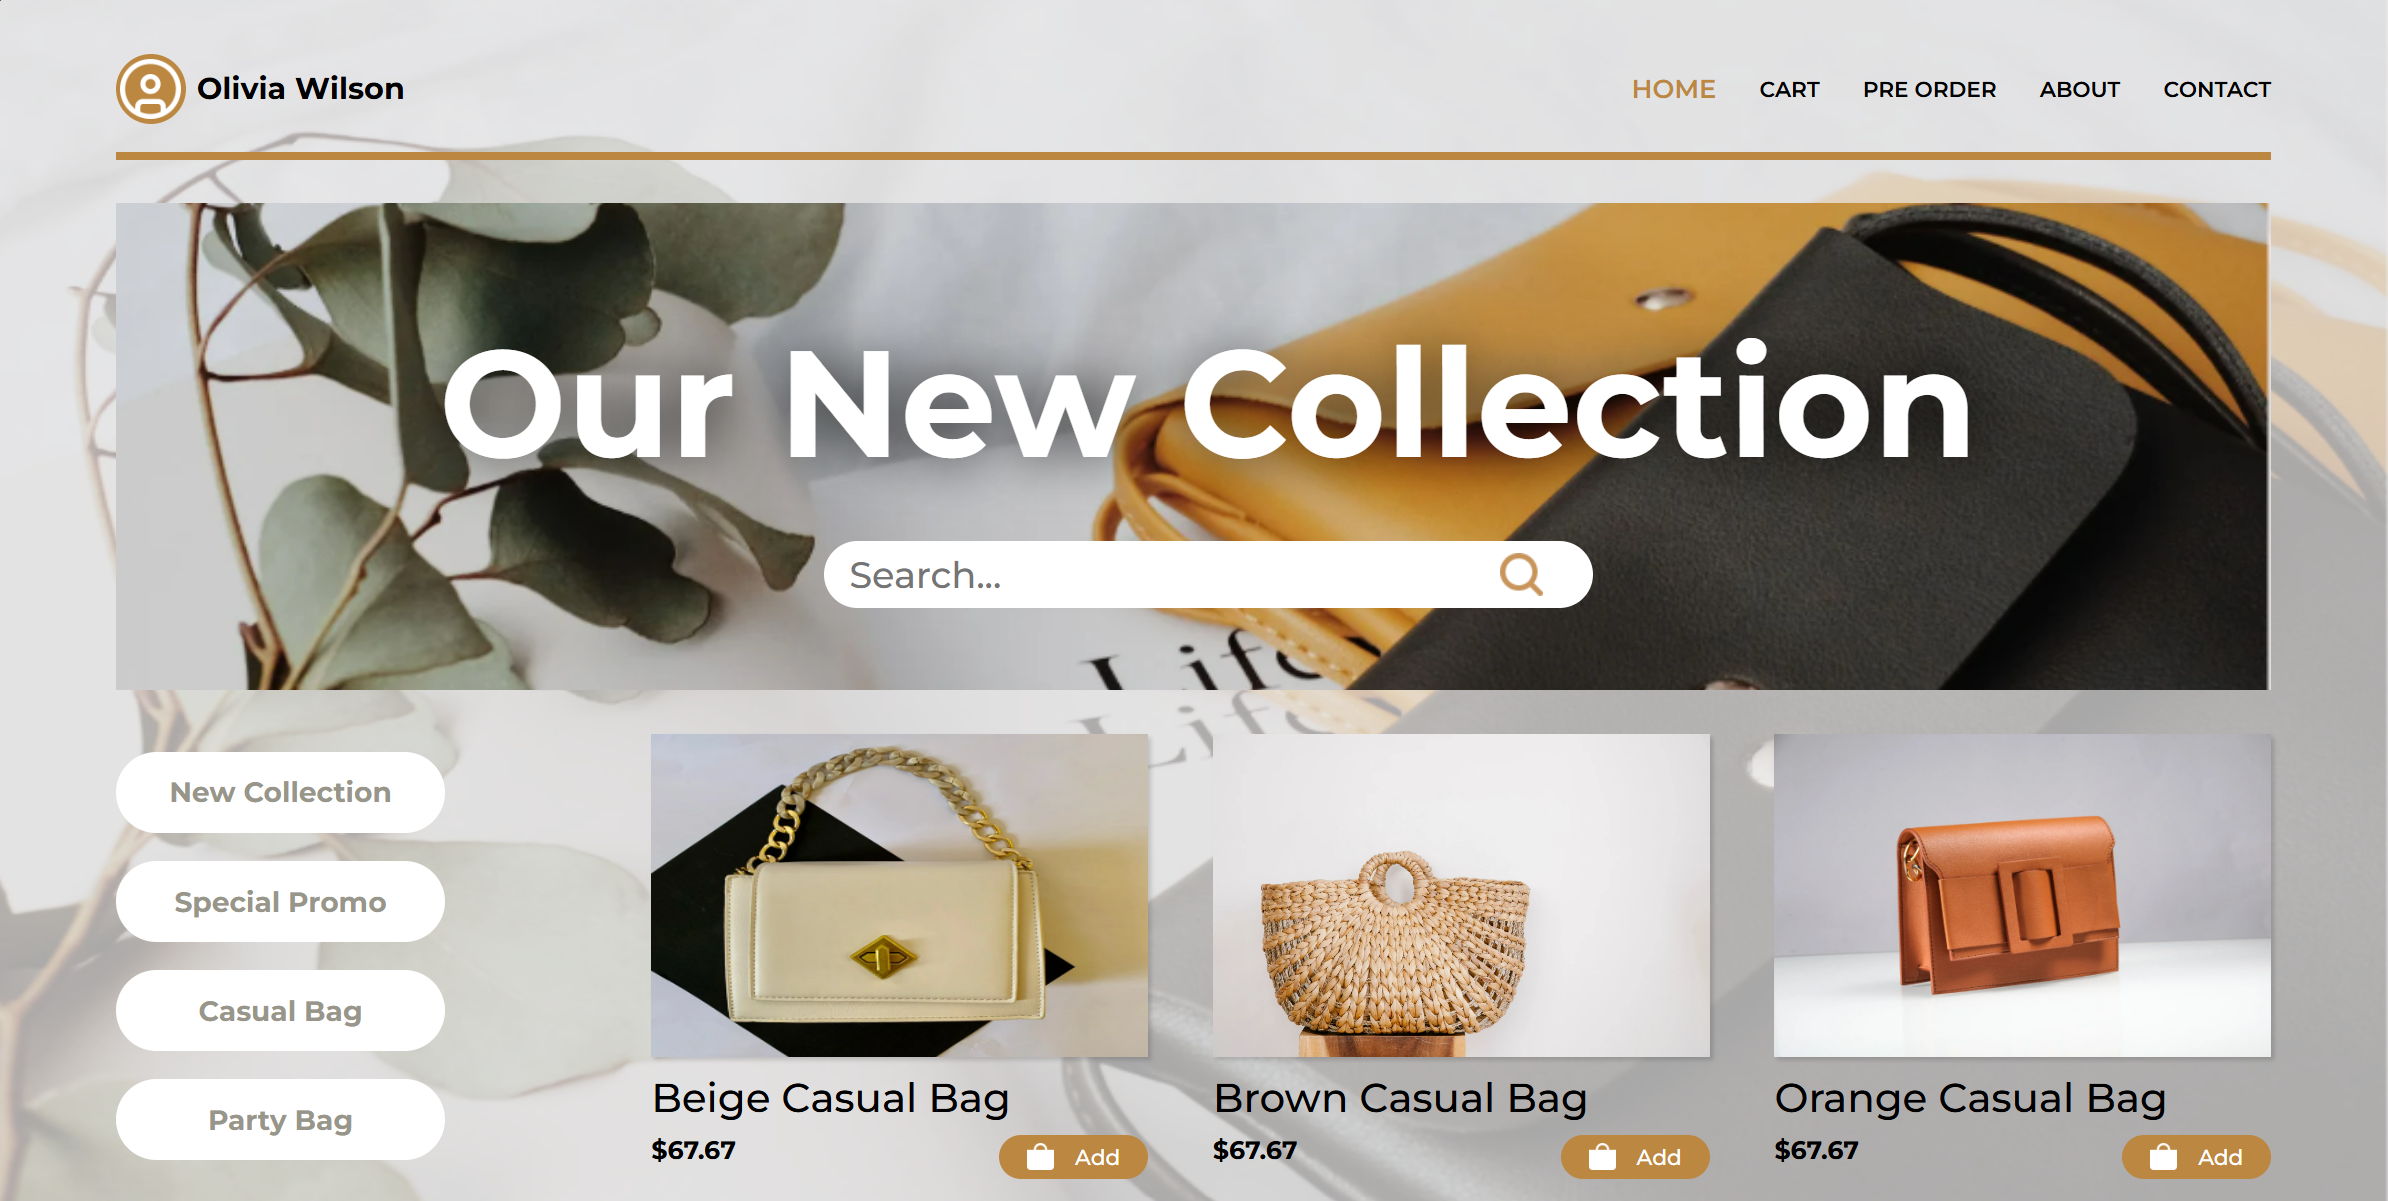 Olivia Wilson
HOME CART PRE ORDER ABOUT CONTACT
Our New Collection
Search...
Life
Life
New Collection
Special Promo
Casual Bag
Party Bag
Beige Casual Bag
$67.67
Add
Brown Casual Bag
$67.67
Add
Orange Casual Bag
$67.67
Add